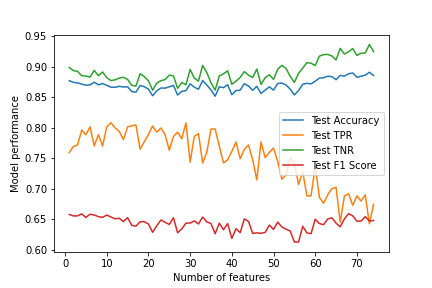 0.95
0.90
0.85
0.80
0.75
0.70
0.65
0.60
Model performance
Test Accuracy
Test TPR
Test TNR
Test F1 Score
0 10 20 30 40 50 60 70
Number of features